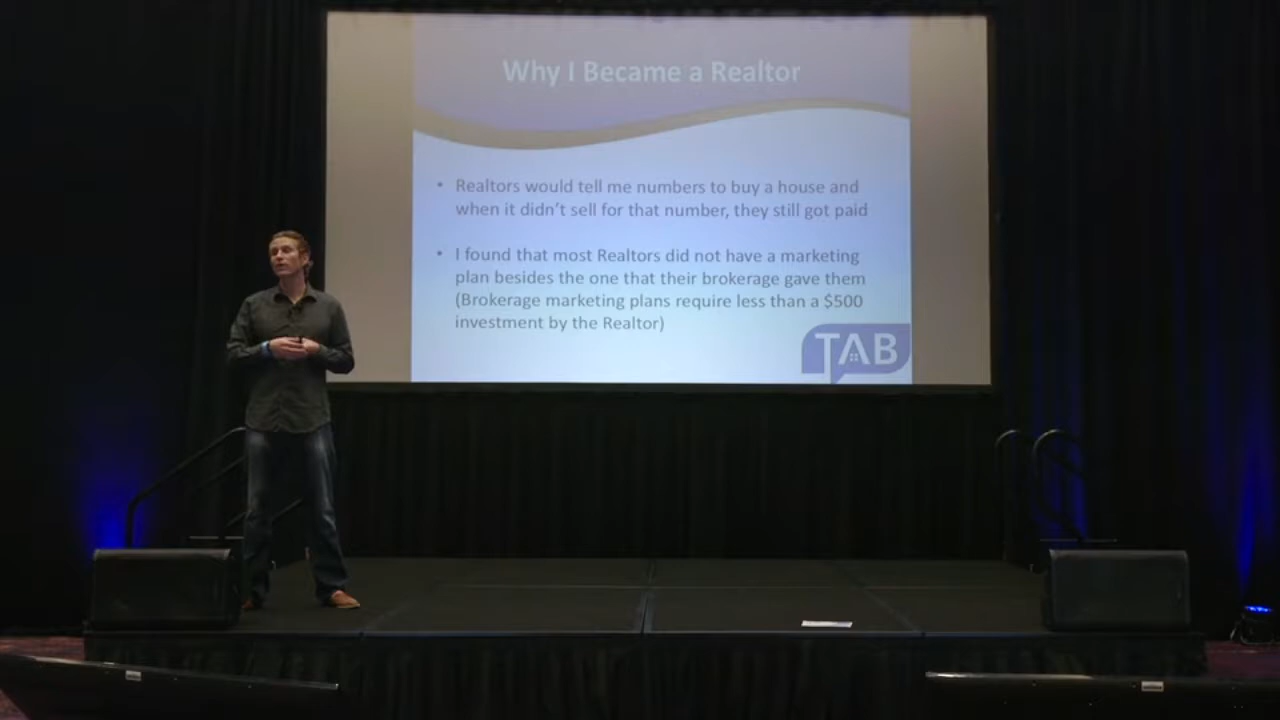 Why I Became a Realtor
• Realtors would tell me numbers to buy a house and
when it didn't sell for that number, they still got paid
• I found that most Realtors did not have a marketing
plan besides the one that their brokerage gave them
(Brokerage marketing plans require less than a $500
investment by the Realtor)
TAB